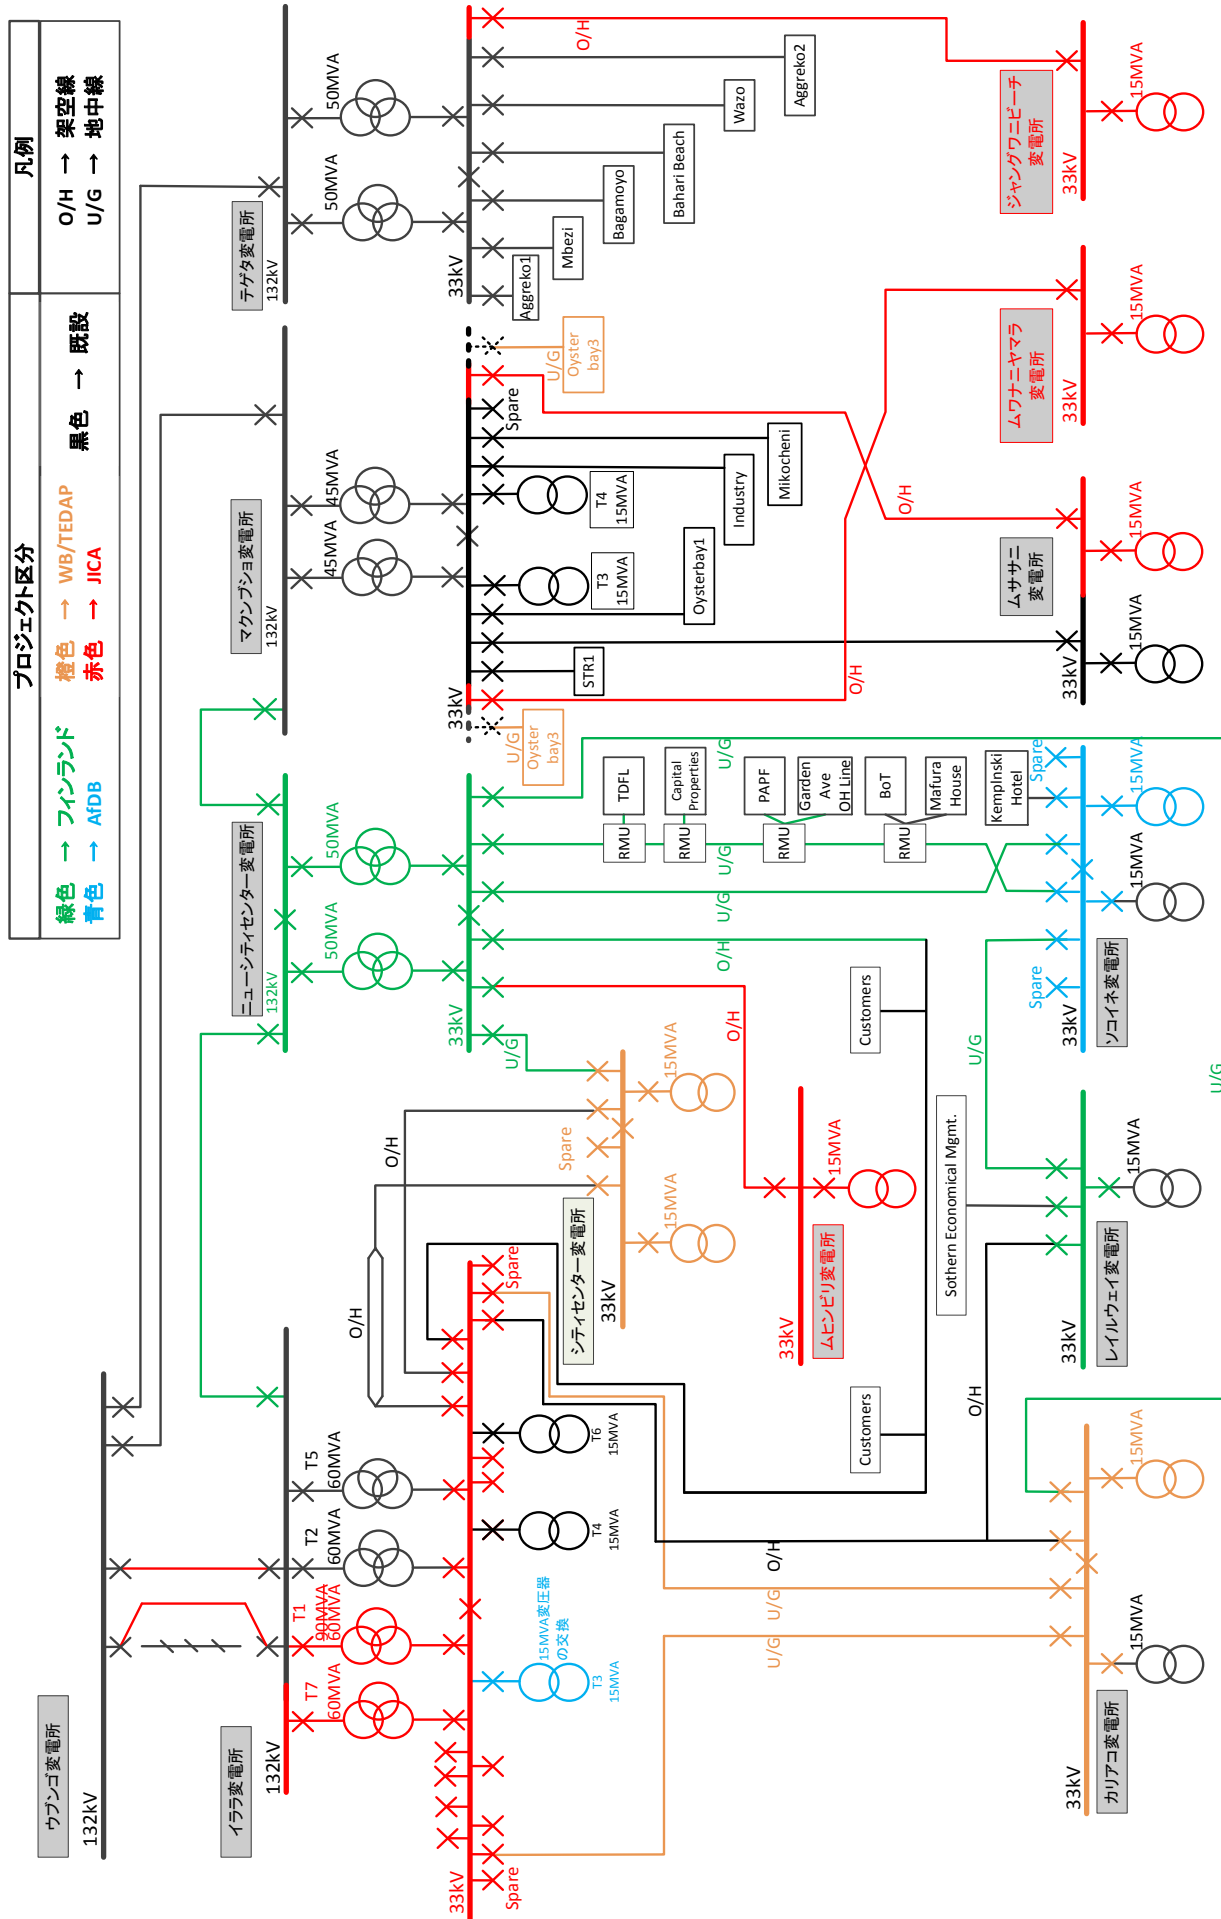 プロジェクト区分
凡例
緑色 → フィンランド
橙色 → WB/TEDAP
黒色 → 既設
青色 → AfDB
赤色 → JICA
O/H → 架空線
U/G → 地中線
ウブンゴ変電所
132kV
イララ変電所
132kV
T7
60MVA
T1
90MVA
60MVA
T2
60MVA
T5
60MVA
ニューシティセンター変電所
132kV
50MVA
50MVA
マクンブショ変電所
132kV
45MVA
45MVA
テゲタ変電所
132kV
50MVA
50MVA
33kV
Spare
T3
15MVA
15MVA変圧器
の交換
T4
15MVA
T6
15MVA
Spare
O/H
O/H
33kV
U/G
O/H
O/H
U/G
U/G
U/G
33kV
U/G
Oyster
bay3
STR1
Oysterbay1
T3
15MVA
T4
15MVA
Industry
Mikocheni
Spare
U/G
Oyster
bay3
O/H
O/H
33kV
Aggreko1
Mbezi
Bagamoyo
Bahari Beach
Wazo
Aggreko2
O/H
シティセンター変電所
33kV
15MVA
Spare
15MVA
ムヒンビリ変電所
33kV
15MVA
Customers
Customers
Sothern Economical Mgmt.
RMU
TDFL
RMU
Capital
Properties
RMU
PAPF
Garden
Ave
OH Line
RMU
BoT
Mafura
House
Kemplnski
Hotel
U/G
U/G
O/H
O/H
カリアコ変電所
33kV
15MVA
15MVA
レイルウェイ変電所
33kV
15MVA
U/G
U/G
ソコイネ変電所
33kV
Spare
15MVA
15MVA
Spare
ムササニ
変電所
33kV
15MVA
15MVA
ムワナニヤマラ
変電所
33kV
15MVA
ジャングワニビーチ
変電所
33kV
15MVA